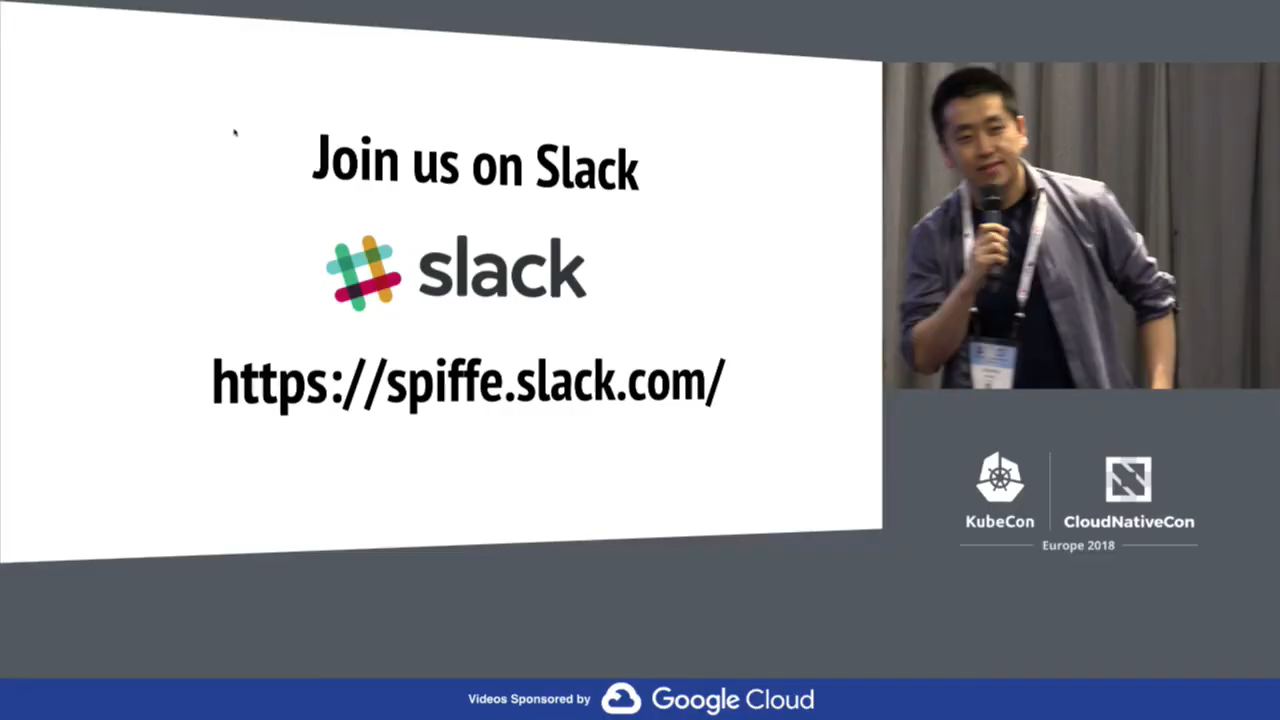 Join us on Slack
slack
https://spiffe.slack.com/
KubeCon
CloudNativeCon
Europe 2018
Videos Sponsored by Google Cloud